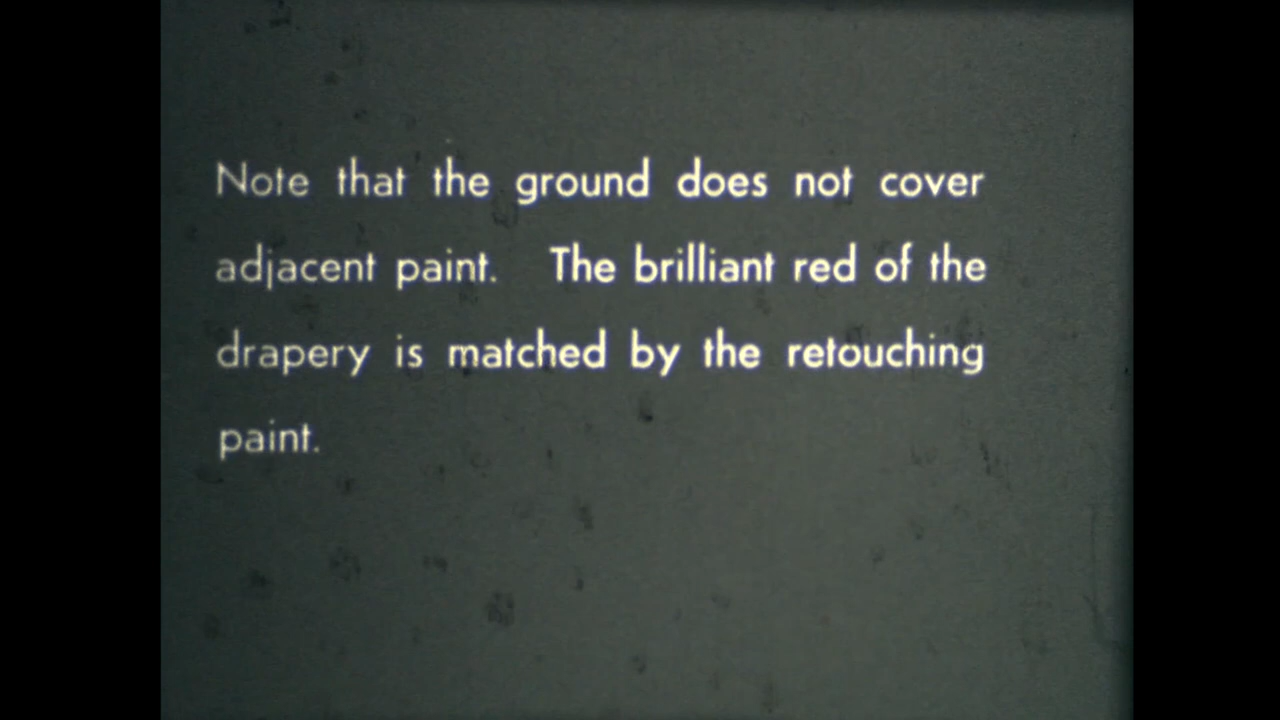 Note that the ground does not cover
adjacent paint. The brilliant red of the
drapery is matched by the retouching
paint.